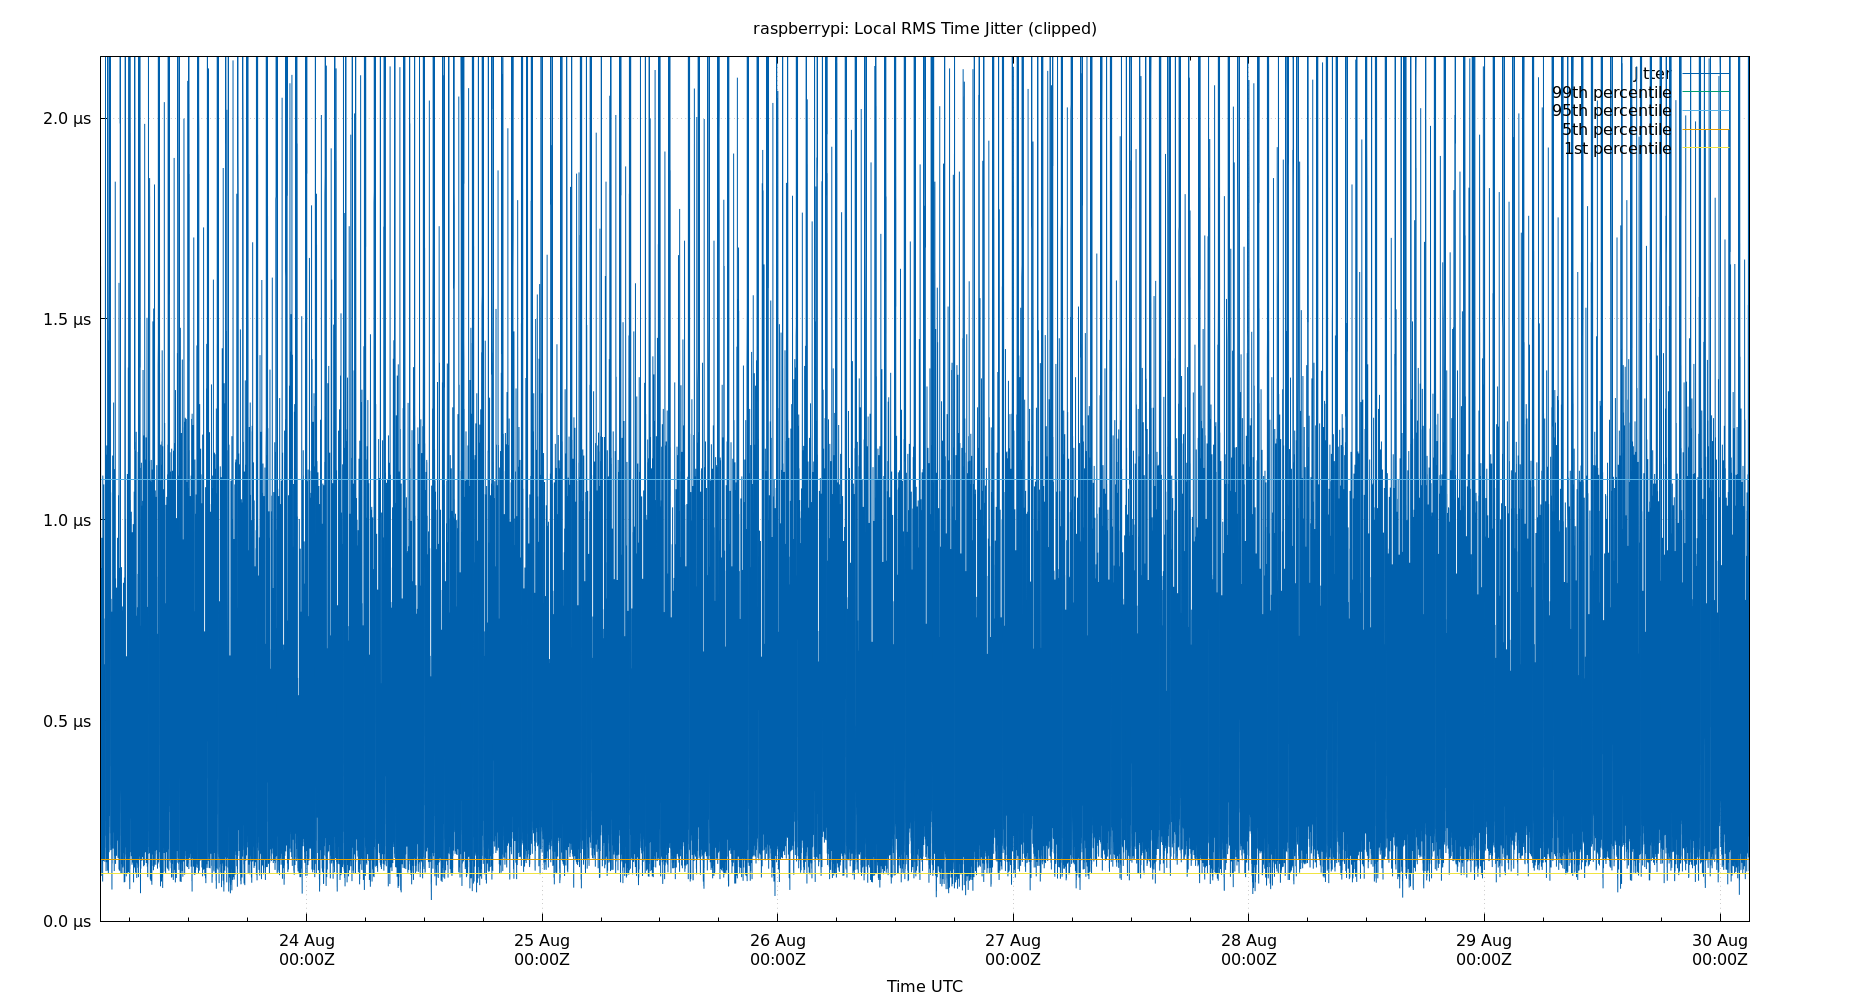 raspberrypi: Local RMS Time Jitter (clipped)
jitter
99th percentile
95th percentile
5th percentile
1st percentile
2.0 µs
1.5 µs
1.0 µs
0.5 µs
0.0 µs
24 Aug
00:00Z
25 Aug
00:00Z
26 Aug
00:00Z
27 Aug
00:00Z
28 Aug
00:00Z
29 Aug
00:00Z
30 Aug
00:00Z
Time UTC